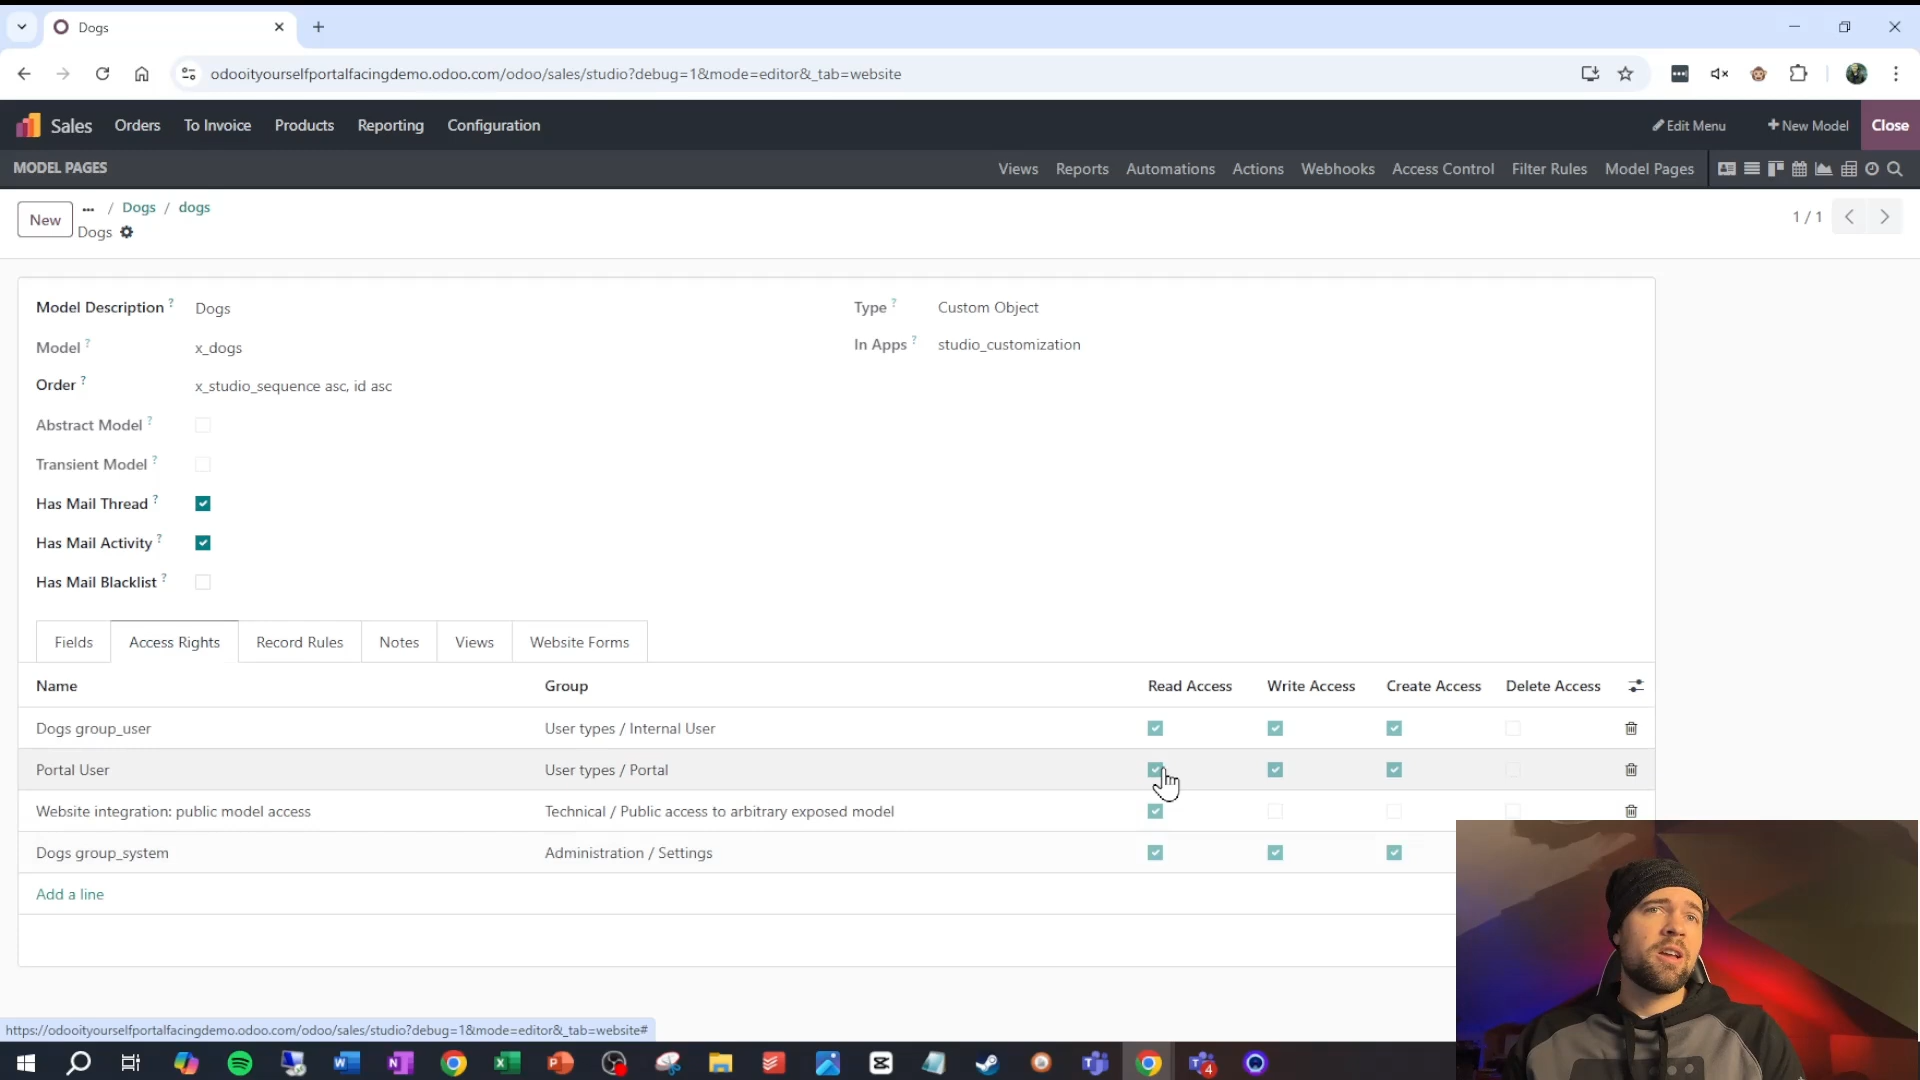 Dogs
odooityourselfportalfacingdemo.odoo.com/odoo/sales/studio?debug=1&mode=editor&_tab=website
Sales Orders To Invoice Products Reporting Configuration Edit Menu New Model Close
MODEL PAGES Views Reports Automations Actions Webhooks Access Control Filter Rules Model Pages
New ... / Dogs / dogs 1 / 1
Dogs
Model Description ? Dogs Type ? Custom Object
Model ? x_dogs In Apps ? studio_customization
Order ? x_studio_sequence asc, id asc
Abstract Model ?
Transient Model ?
Has Mail Thread ?
Has Mail Activity ?
Has Mail Blacklist ?
Fields Access Rights Record Rules Notes Views Website Forms
Name Group Read Access Write Access Create Access Delete Access
Dogs group_user User types / Internal User
Portal User User types / Portal
Website integration: public model access Technical / Public access to arbitrary exposed model
Dogs group_system Administration / Settings
Add a line
https://odooityourselfportalfacingdemo.odoo.com/odoo/sales/studio?debug=1&mode=editor&_tab=website#
4